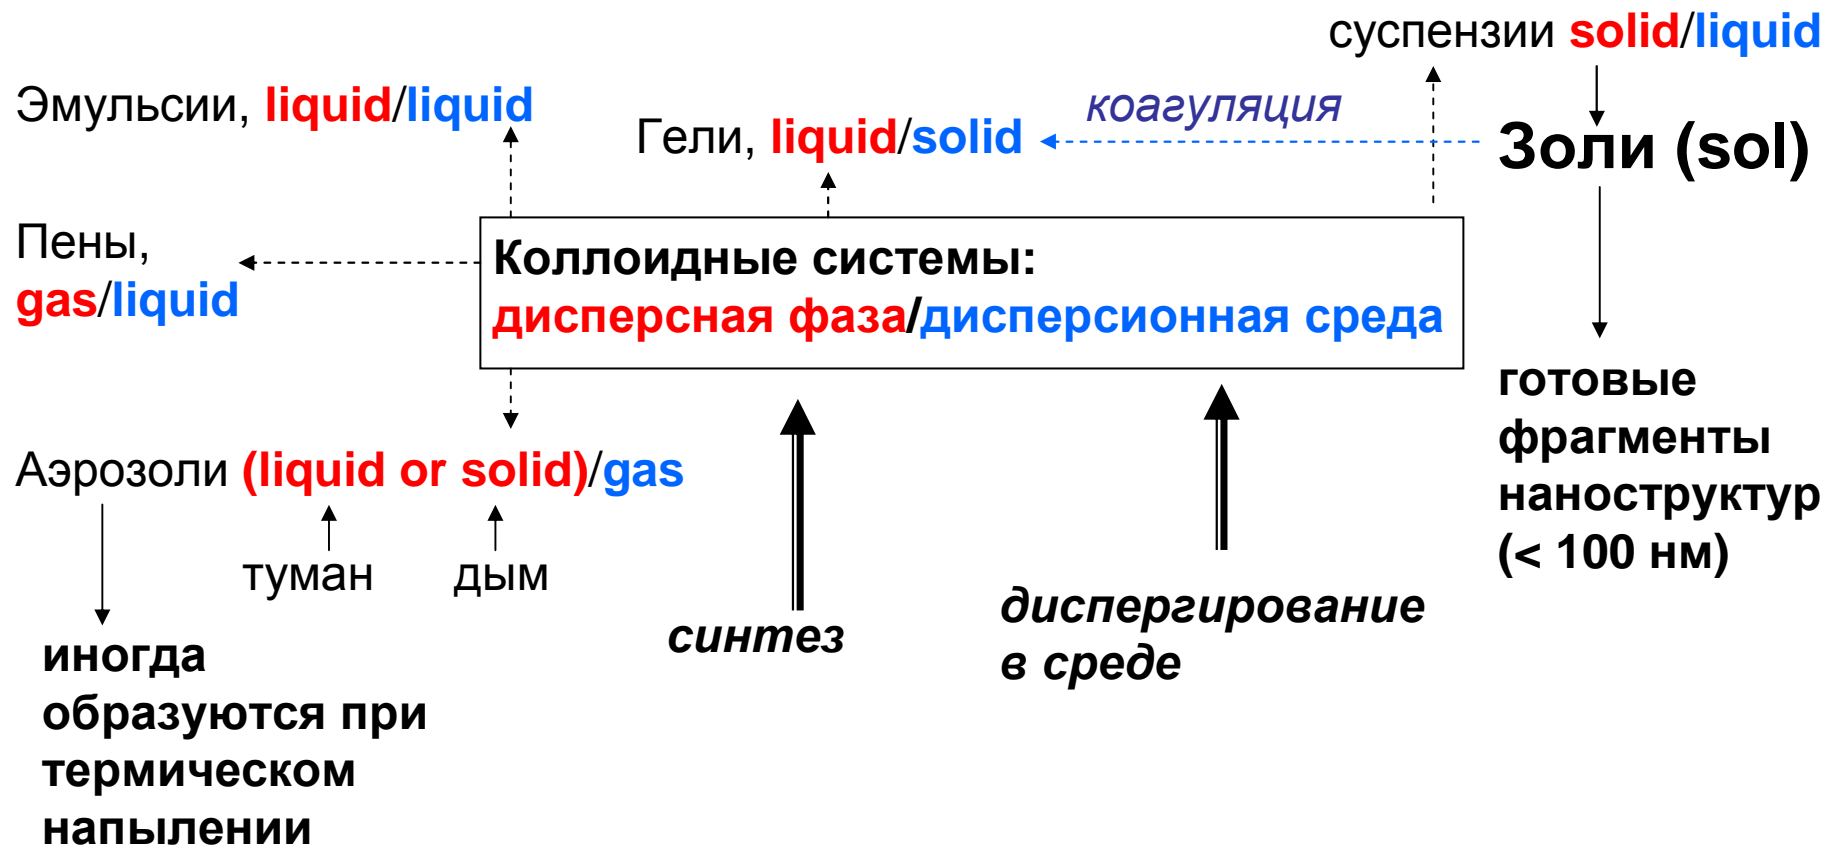 суспензии solid/liquid
Эмульсии, liquid/liquid
коагуляция
Гели, liquid/solid
Золи (sol)
Пены,
gas/liquid
Коллоидные системы:
дисперсная фаза/дисперсионная среда
готовые
фрагменты
наноструктур
(< 100 нм)
Аэрозоли (liquid or solid)/gas
туман
дым
синтез
диспергирование
в среде
иногда
образуются при
термическом
напылении